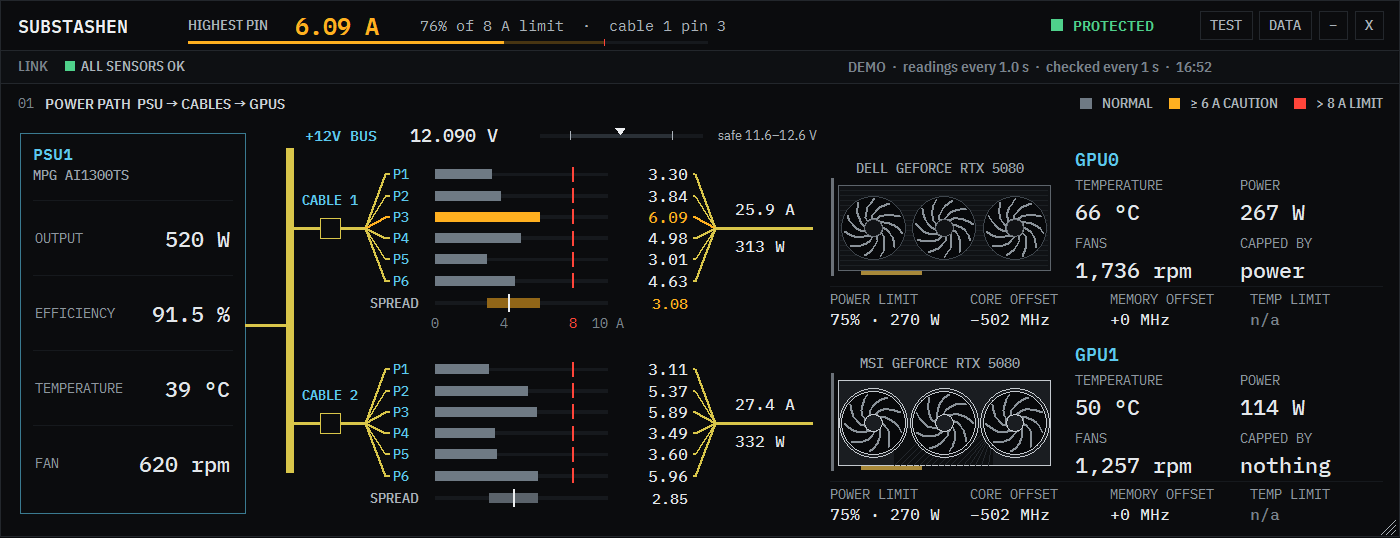 SUBSTASHEN HIGHEST PIN 6.09 A 76% of 8 A limit · cable 1 pin 3 PROTECTED TEST DATA − X
LINK ALL SENSORS OK DEMO · readings every 1.0 s · checked every 1 s · 16:52
01 POWER PATH PSU → CABLES → GPUS NORMAL ≥ 6 A CAUTION > 8 A LIMIT
PSU1
MPG AI1300TS
OUTPUT 520 W
EFFICIENCY 91.5 %
TEMPERATURE 39 °C
FAN 620 rpm
+12V BUS 12.090 V safe 11.6–12.6 V
CABLE 1
P1 3.30
P2 3.84
P3 6.09
P4 4.98
P5 3.01
P6 4.63
SPREAD 3.08
0 4 8 10 A
25.9 A
313 W
CABLE 2
P1 3.11
P2 5.37
P3 5.89
P4 3.49
P5 3.60
P6 5.96
SPREAD 2.85
27.4 A
332 W
DELL GEFORCE RTX 5080
GPU0
TEMPERATURE POWER
66 °C 267 W
FANS CAPPED BY
1,736 rpm power
POWER LIMIT CORE OFFSET MEMORY OFFSET TEMP LIMIT
75% · 270 W −502 MHz +0 MHz n/a
MSI GEFORCE RTX 5080
GPU1
TEMPERATURE POWER
50 °C 114 W
FANS CAPPED BY
1,257 rpm nothing
POWER LIMIT CORE OFFSET MEMORY OFFSET TEMP LIMIT
75% · 270 W −502 MHz +0 MHz n/a